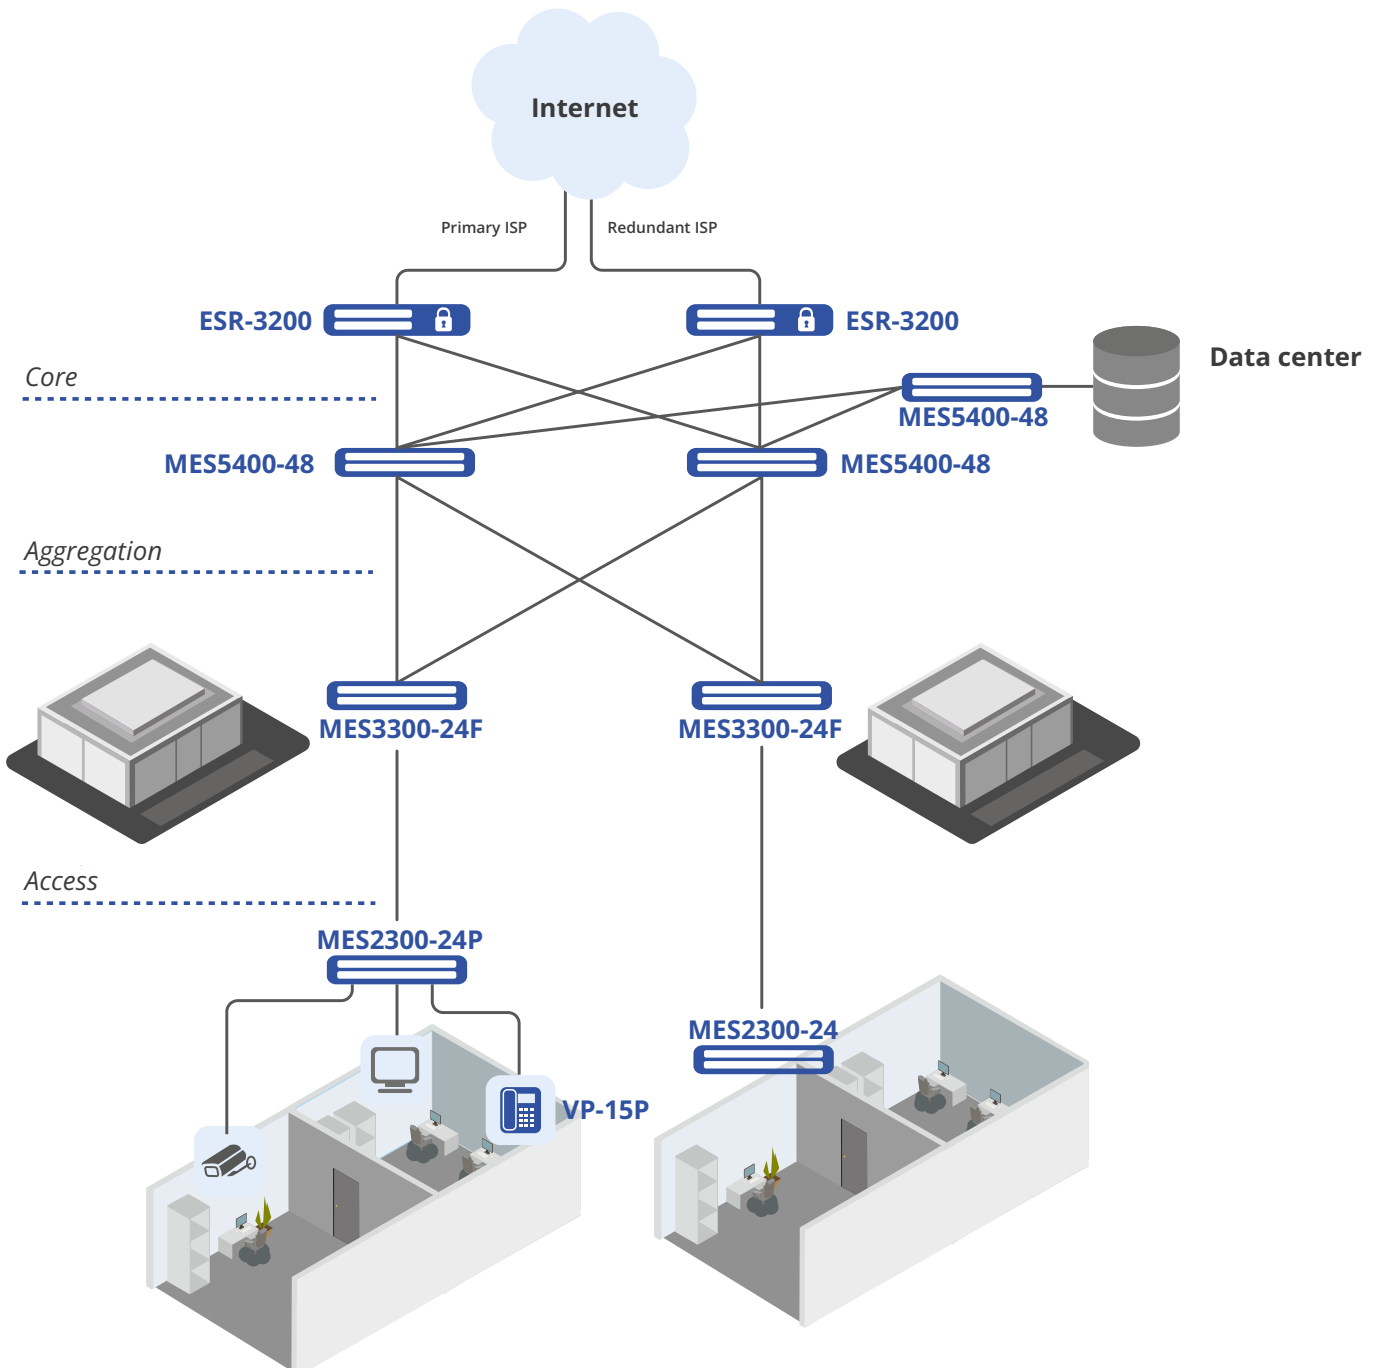 Internet
Primary ISP
Redundant ISP
ESR-3200
ESR-3200
Data center
Core
MES5400-48
MES5400-48
MES5400-48
Aggregation
MES3300-24F
MES3300-24F
Access
MES2300-24P
MES2300-24
VP-15P